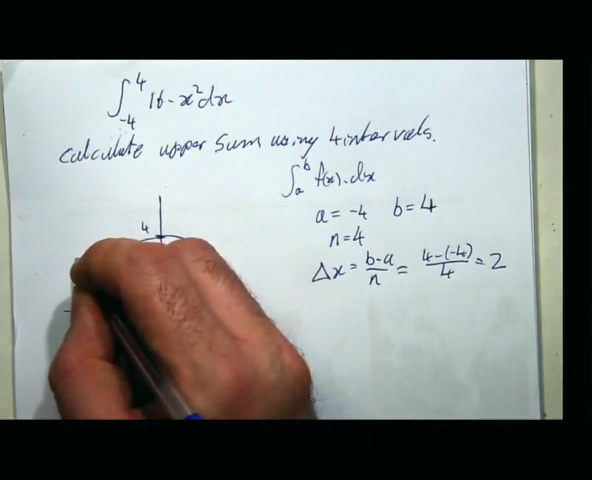 ∫₋₄⁴ 16 - x² dx
Calculate upper sum using 4 intervals.
∫ₐᵇ f(x).dx
a = -4 b = 4
n = 4
Δx = (b-a)/n = (4-(-4))/4 = 2
4